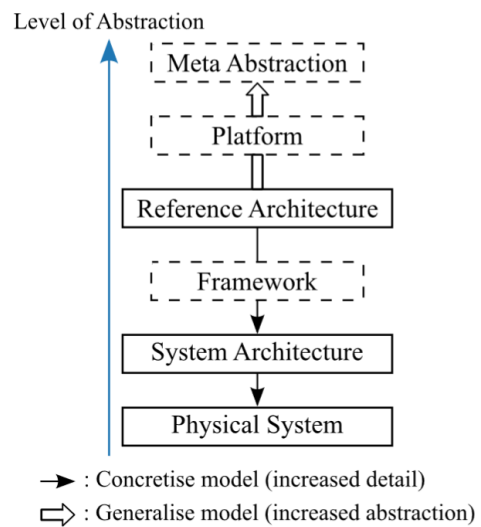 Level of Abstraction
Meta Abstraction
Platform
Reference Architecture
Framework
System Architecture
Physical System
: Concretise model (increased detail)
: Generalise model (increased abstraction)